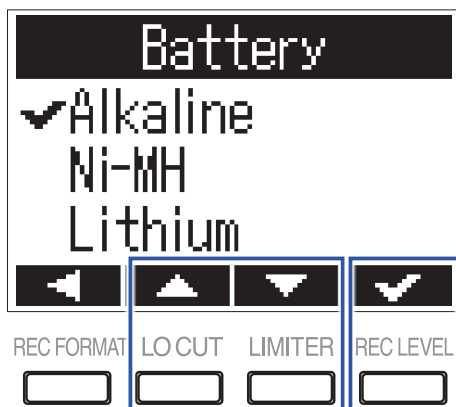 Battery
✔Alkaline
Ni-MH
Lithium
REC FORMAT LO CUT LIMITER REC LEVEL